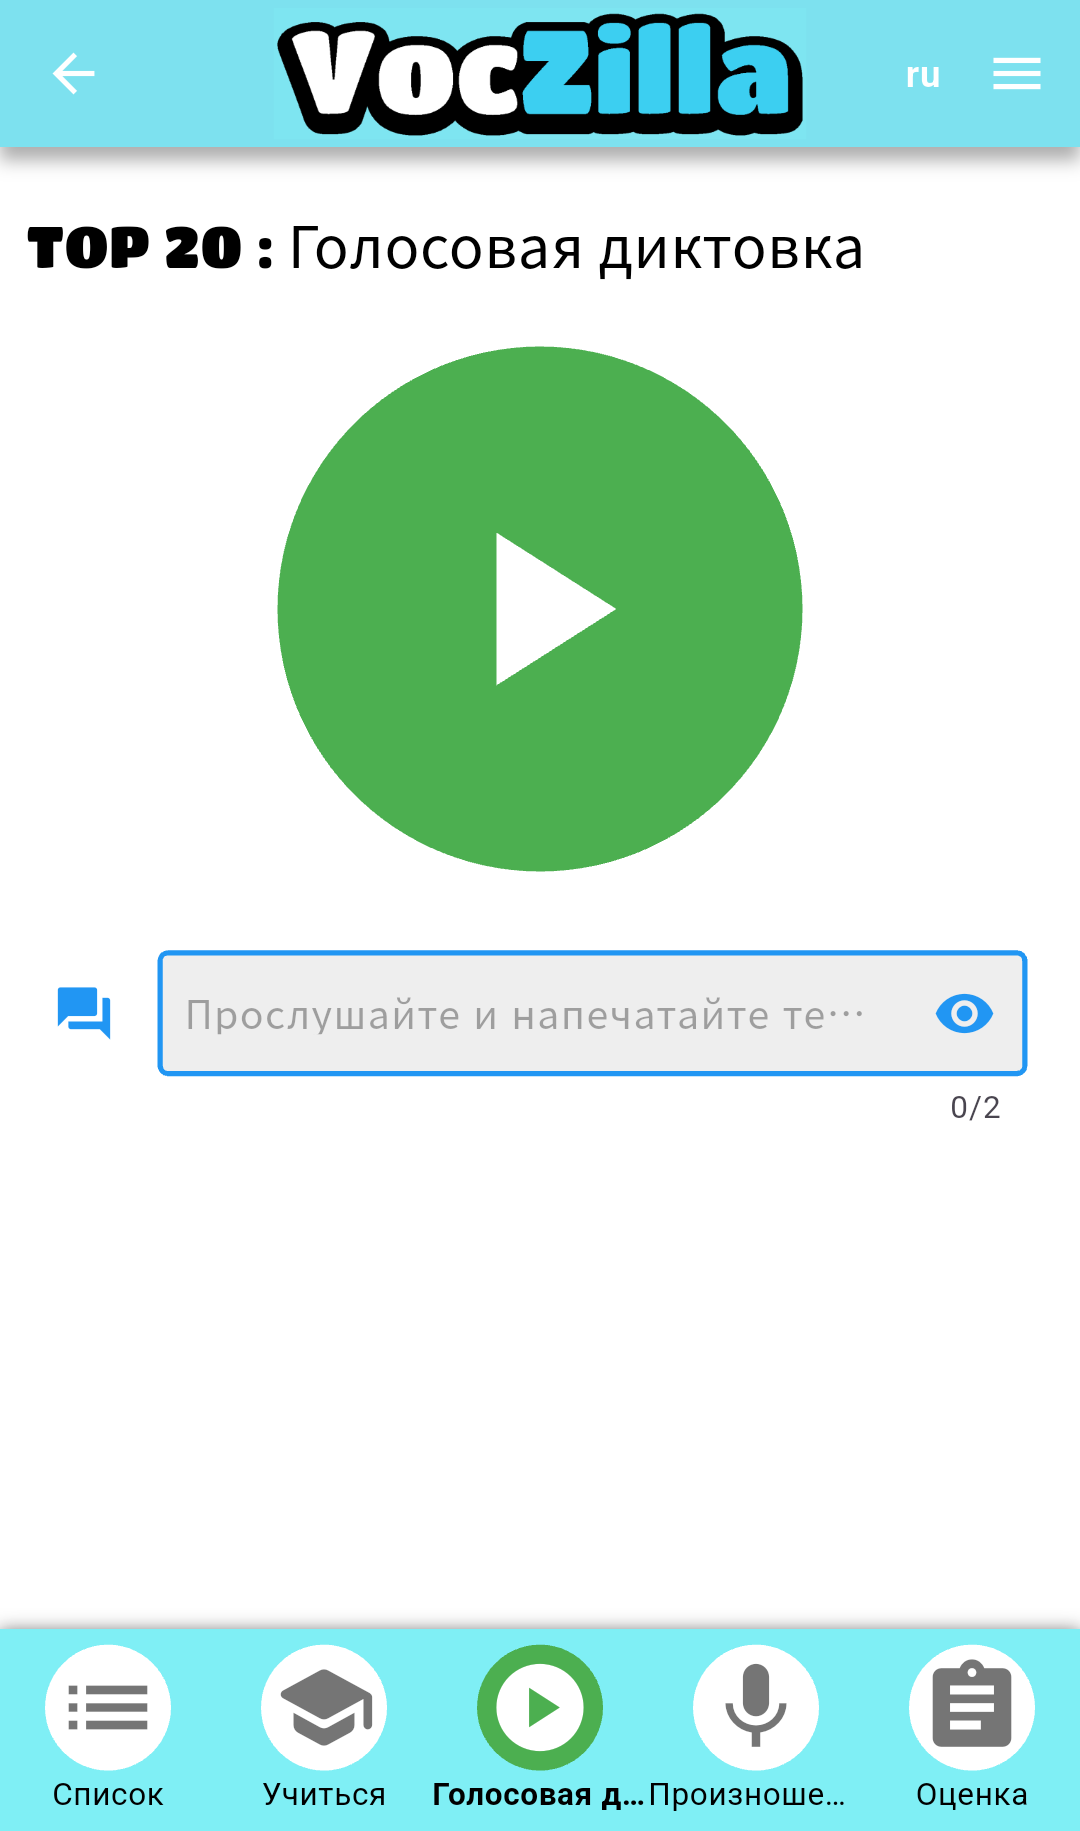 VocZilla
ru
TOP 20 : Голосовая диктовка
Прослушайте и напечатайте те…
0/2
Список
Учиться
Голосовая д…
Произноше…
Оценка